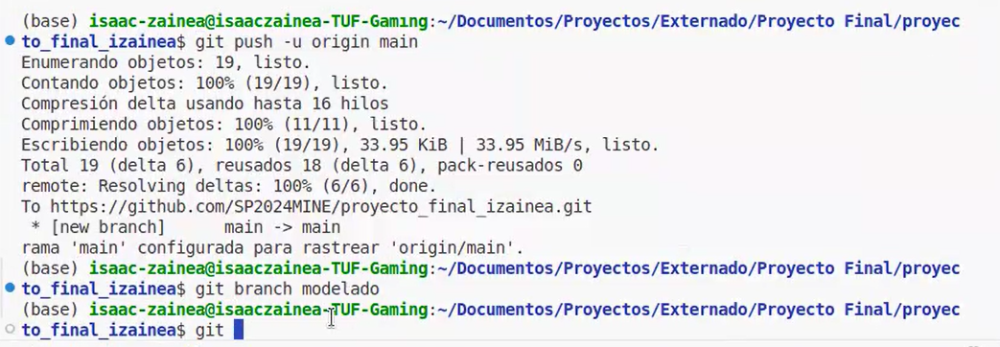 (base) isaac-zainea@isaaczainea-TUF-Gaming:~/Documentos/Proyectos/Externado/Proyecto Final/proyec
to_final_izainea$ git push -u origin main
Enumerando objetos: 19, listo.
Contando objetos: 100% (19/19), listo.
Compresión delta usando hasta 16 hilos
Comprimiendo objetos: 100% (11/11), listo.
Escribiendo objetos: 100% (19/19), 33.95 KiB | 33.95 MiB/s, listo.
Total 19 (delta 6), reusados 18 (delta 6), pack-reusados 0
remote: Resolving deltas: 100% (6/6), done.
To https://github.com/SP2024MINE/proyecto_final_izainea.git
 * [new branch]      main -> main
rama 'main' configurada para rastrear 'origin/main'.
(base) isaac-zainea@isaaczainea-TUF-Gaming:~/Documentos/Proyectos/Externado/Proyecto Final/proyec
to_final_izainea$ git branch modelado
(base) isaac-zainea@isaaczainea-TUF-Gaming:~/Documentos/Proyectos/Externado/Proyecto Final/proyec
to_final_izainea$ git